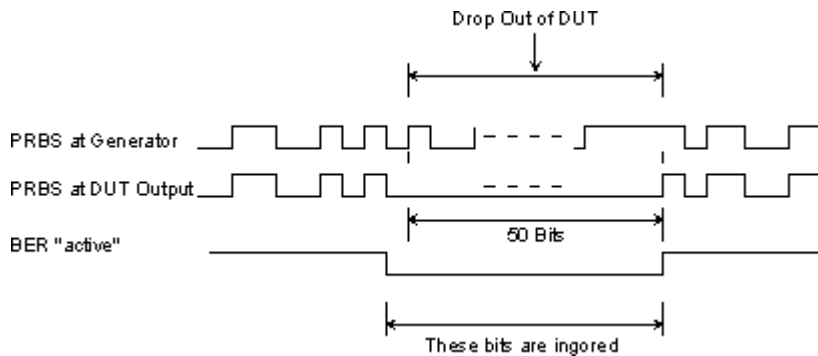 Drop Out of DUT
PRBS at Generator
PRBS at DUT Output
50 Bits
BER "active"
These bits are ingored